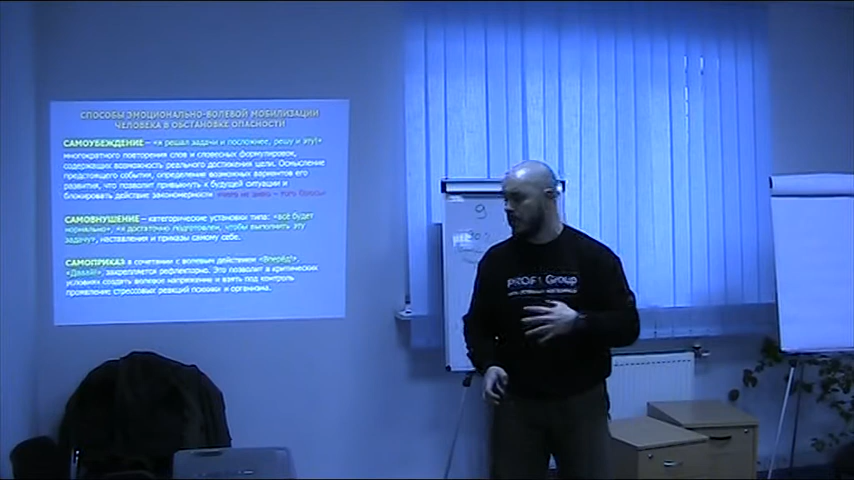 СПОСОБЫ ЭМОЦИОНАЛЬНО-ВОЛЕВОЙ МОБИЛИЗАЦИИ
ЧЕЛОВЕКА В ОБСТАНОВКЕ ОПАСНОСТИ
САМОУБЕЖДЕНИЕ – «я решал задачи и посложнее, решу и эту!»
многократного повторения слов и словесных формулировок,
содержащих возможность реального достижения цели. Осмысление
предстоящего события, определение возможных вариантов его
развития, что позволит привыкнуть к будущей ситуации и
блокировать действие закономерности
САМОВНУШЕНИЕ – категорические установки типа: «всё будет
нормально», «я достаточно подготовлен, чтобы выполнить эту
задачу», наставления и приказы самому себе.
САМОПРИКАЗ в сочетании с волевым действием «Вперёд!»,
«Давай!» закрепляется рефлекторно. Это позволит в критических
условиях создать волевое напряжение и взять под контроль
проявление стрессовых реакций психики и организма.
9
PROFI Group